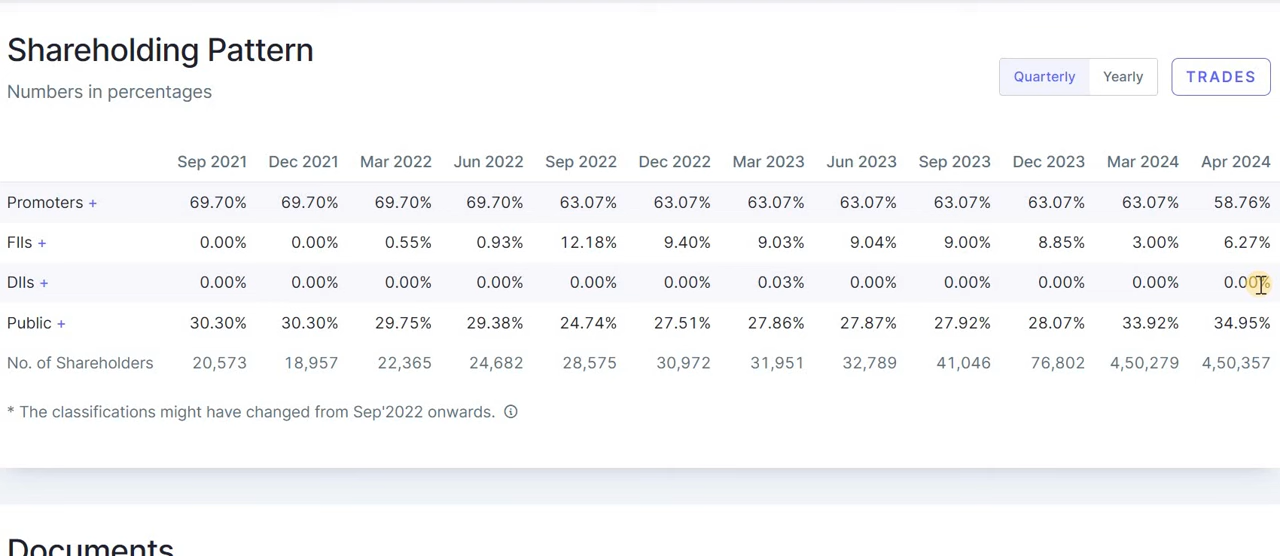 Shareholding Pattern
Numbers in percentages
Quarterly Yearly TRADES
Sep 2021 Dec 2021 Mar 2022 Jun 2022 Sep 2022 Dec 2022 Mar 2023 Jun 2023 Sep 2023 Dec 2023 Mar 2024 Apr 2024
Promoters + 69.70% 69.70% 69.70% 69.70% 63.07% 63.07% 63.07% 63.07% 63.07% 63.07% 63.07% 58.76%
FIIs + 0.00% 0.00% 0.55% 0.93% 12.18% 9.40% 9.03% 9.04% 9.00% 8.85% 3.00% 6.27%
DIIs + 0.00% 0.00% 0.00% 0.00% 0.00% 0.00% 0.03% 0.00% 0.00% 0.00% 0.00% 0.00%
Public + 30.30% 30.30% 29.75% 29.38% 24.74% 27.51% 27.86% 27.87% 27.92% 28.07% 33.92% 34.95%
No. of Shareholders 20,573 18,957 22,365 24,682 28,575 30,972 31,951 32,789 41,046 76,802 4,50,279 4,50,357
* The classifications might have changed from Sep'2022 onwards.
Documents